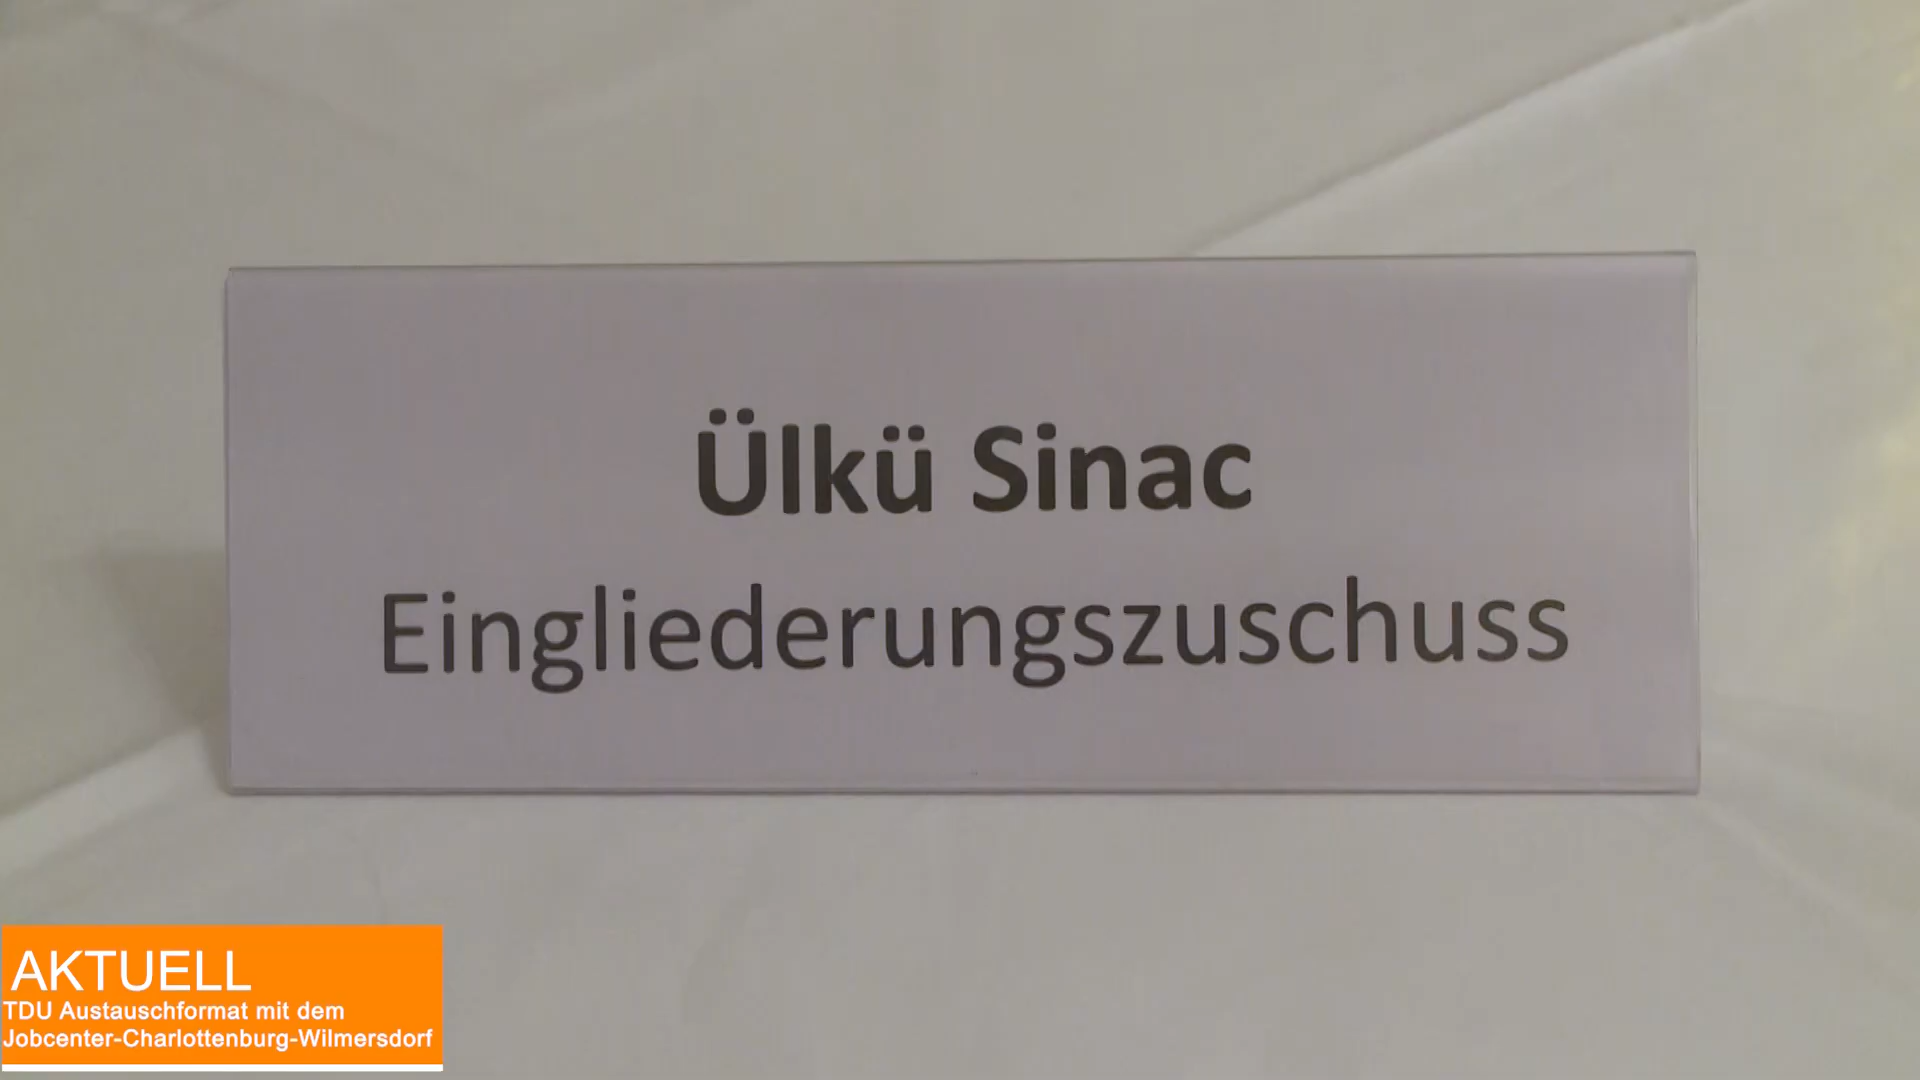 Ülkü Sinac
Eingliederungszuschuss
AKTUELL
TDU Austauschformat mit dem
Jobcenter-Charlottenburg-Wilmersdorf